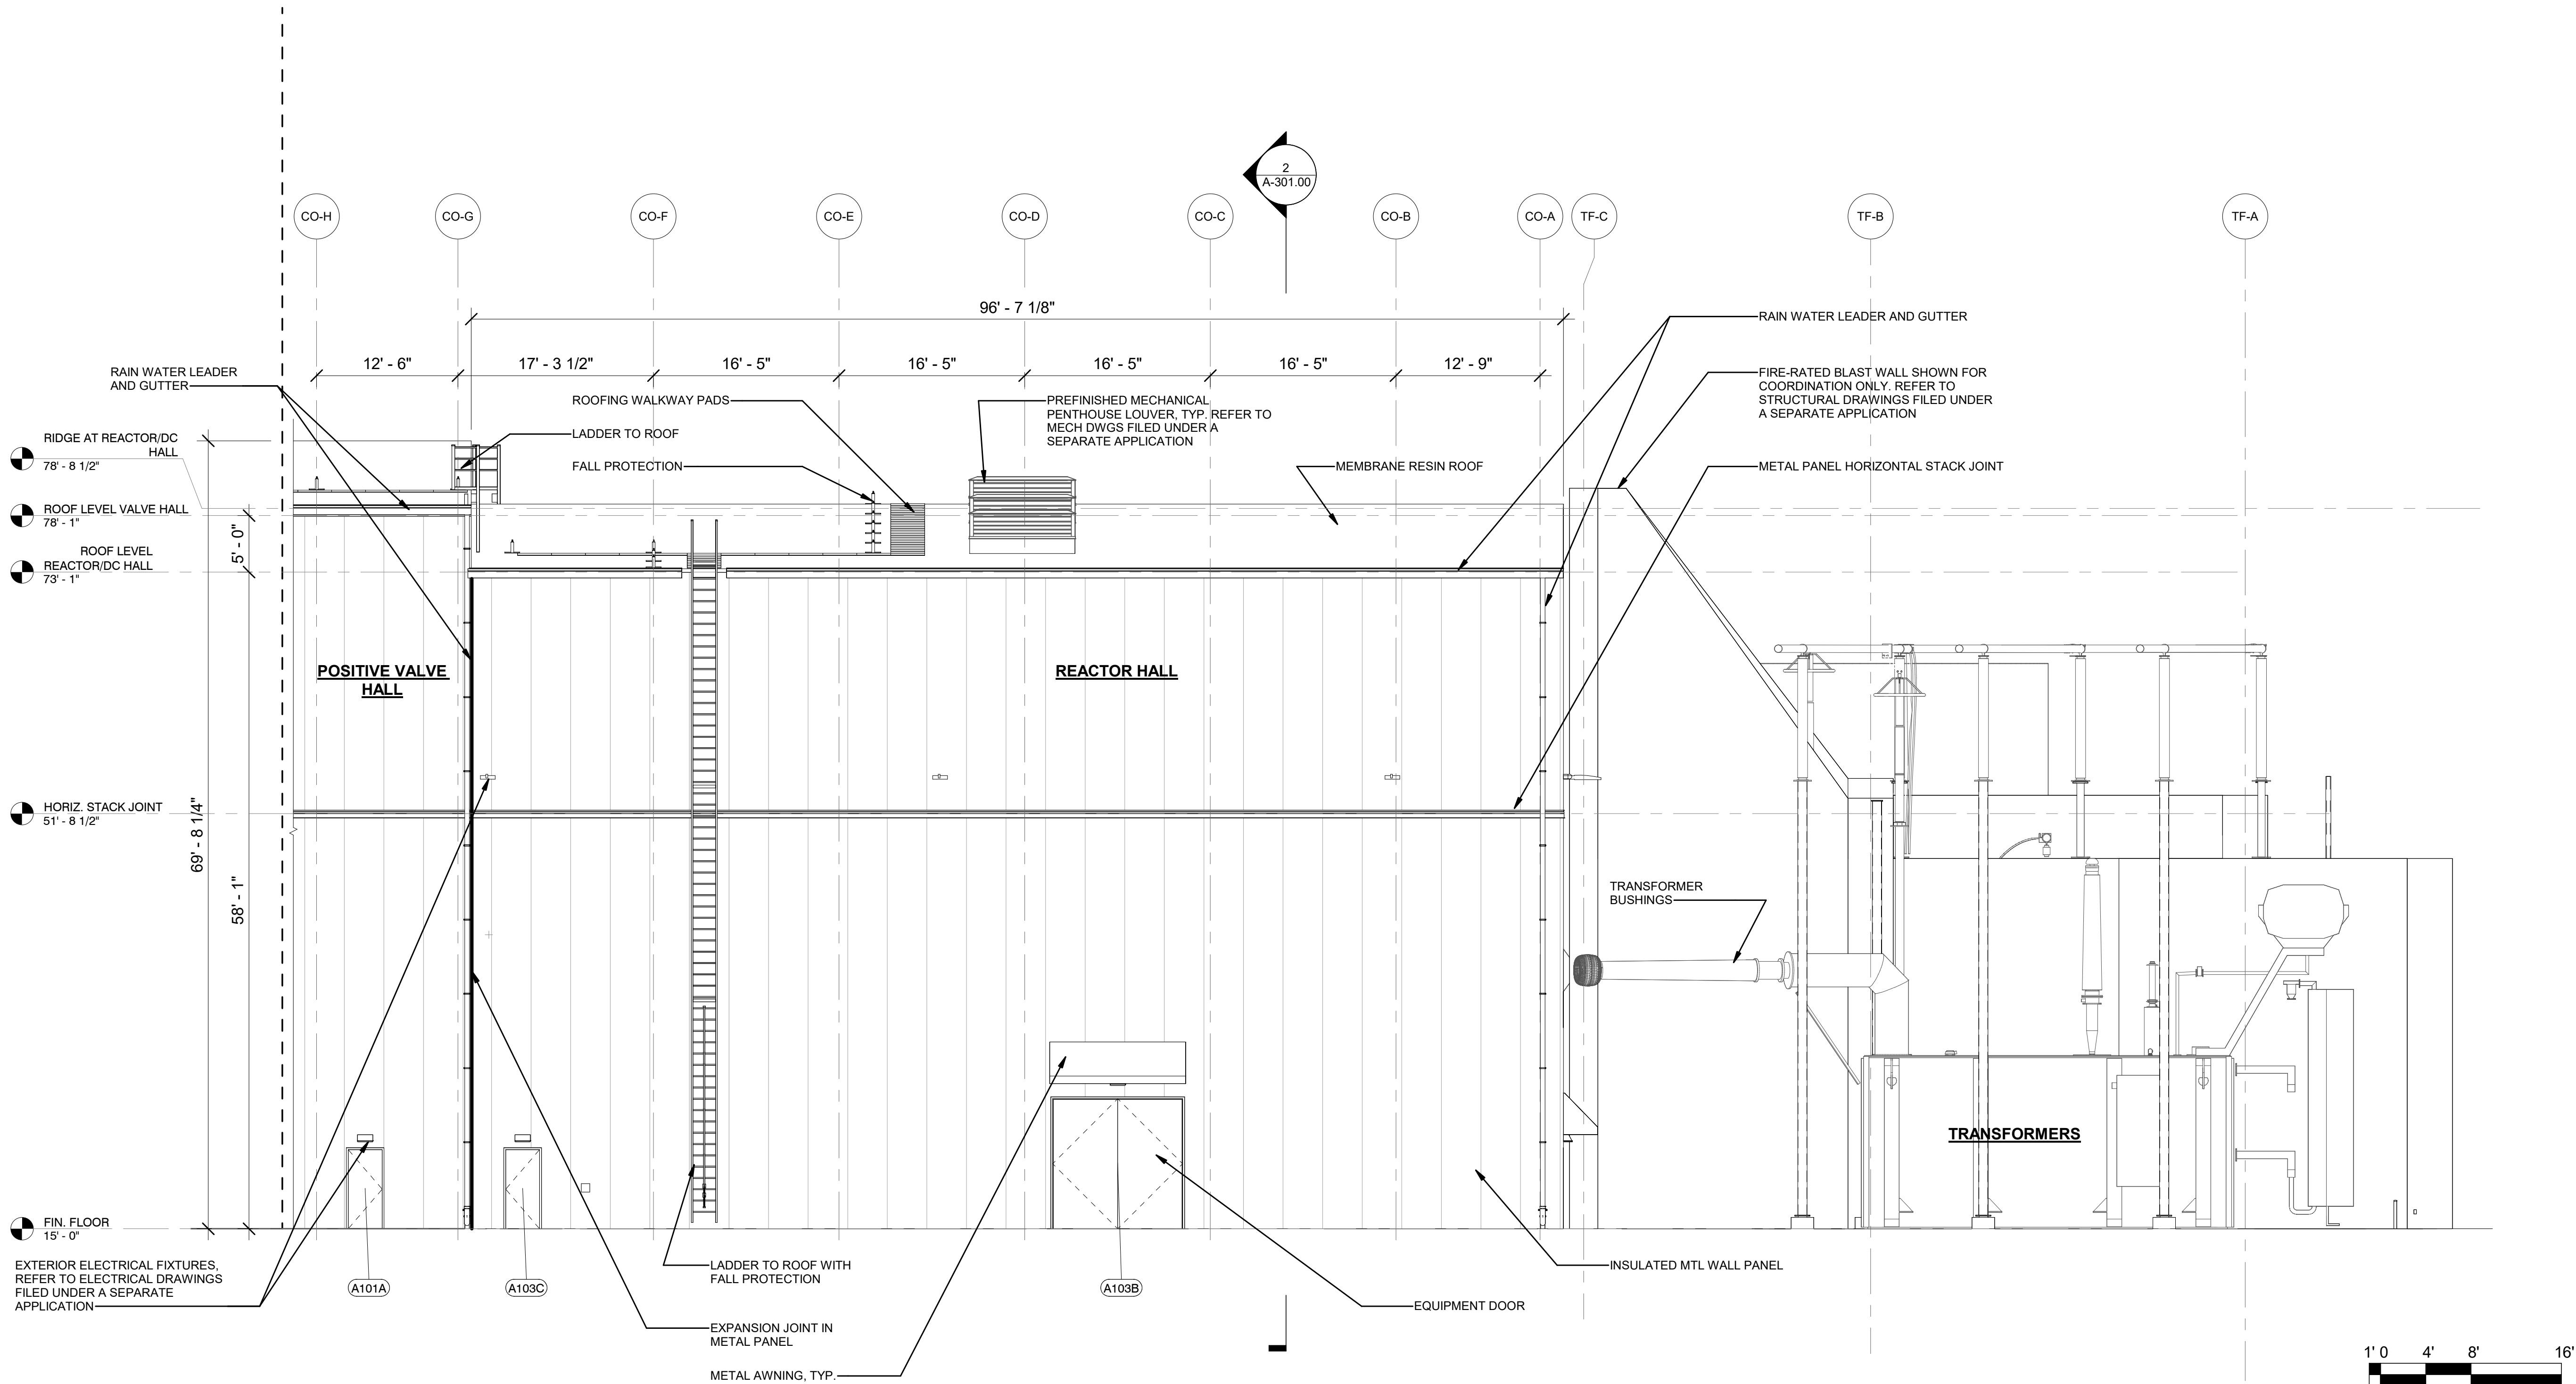 2
A-301.00
CO-H
CO-G
CO-F
CO-E
CO-D
CO-C
CO-B
CO-A
TF-C
TF-B
TF-A
96' - 7 1/8"
12' - 6"
17' - 3 1/2"
16' - 5"
16' - 5"
16' - 5"
16' - 5"
12' - 9"
RAIN WATER LEADER
AND GUTTER
ROOFING WALKWAY PADS
LADDER TO ROOF
FALL PROTECTION
PREFINISHED MECHANICAL
PENTHOUSE LOUVER, TYP. REFER TO
MECH DWGS FILED UNDER A
SEPARATE APPLICATION
MEMBRANE RESIN ROOF
RAIN WATER LEADER AND GUTTER
FIRE-RATED BLAST WALL SHOWN FOR
COORDINATION ONLY. REFER TO
STRUCTURAL DRAWINGS FILED UNDER
A SEPARATE APPLICATION
METAL PANEL HORIZONTAL STACK JOINT
RIDGE AT REACTOR/DC
HALL
78' - 8 1/2"
ROOF LEVEL VALVE HALL
78' - 1"
ROOF LEVEL
REACTOR/DC HALL
73' - 1"
5' - 0"
POSITIVE VALVE
HALL
REACTOR HALL
HORIZ. STACK JOINT
51' - 8 1/2"
69' - 8 1/4"
58' - 1"
TRANSFORMER
BUSHINGS
TRANSFORMERS
FIN. FLOOR
15' - 0"
EXTERIOR ELECTRICAL FIXTURES,
REFER TO ELECTRICAL DRAWINGS
FILED UNDER A SEPARATE
APPLICATION
A101A
A103C
A103B
LADDER TO ROOF WITH
FALL PROTECTION
INSULATED MTL WALL PANEL
EQUIPMENT DOOR
EXPANSION JOINT IN
METAL PANEL
METAL AWNING, TYP.
1' 0 4' 8' 16'